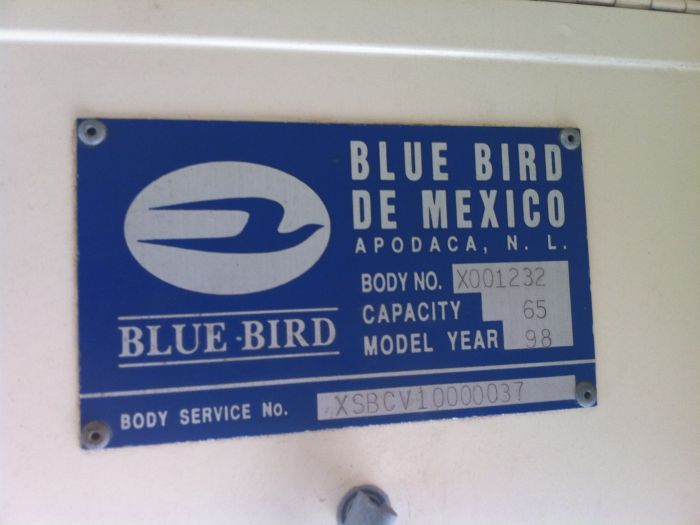 BLUE BIRD
DE MEXICO
APODACA, N. L.
BODY NO. X001232
CAPACITY 65
MODEL YEAR 98
BLUE·BIRD
BODY SERVICE No. XSBCV10000037